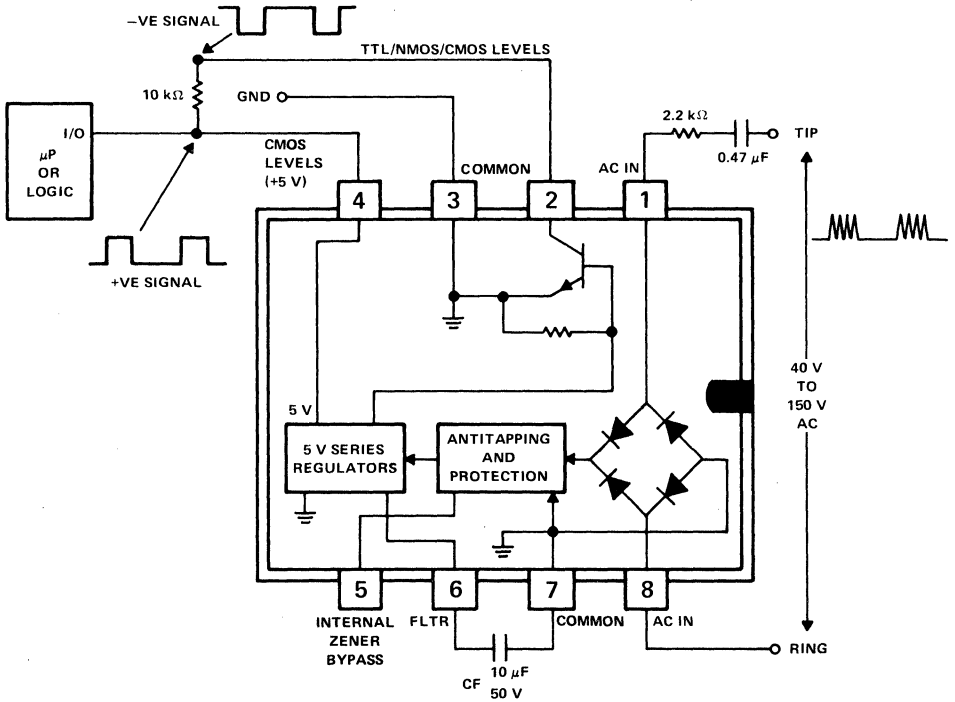 −VE SIGNAL
TTL/NMOS/CMOS LEVELS
10 kΩ
GND
I/O
μP
OR
LOGIC
CMOS
LEVELS
(+5 V)
COMMON
AC IN
2.2 kΩ
0.47 μF
TIP
4
3
2
1
+VE SIGNAL
40 V
TO
150 V
AC
5 V
5 V SERIES
REGULATORS
ANTITAPPING
AND
PROTECTION
5
6
7
8
INTERNAL
ZENER
BYPASS
FLTR
COMMON
AC IN
CF
10 μF
50 V
RING